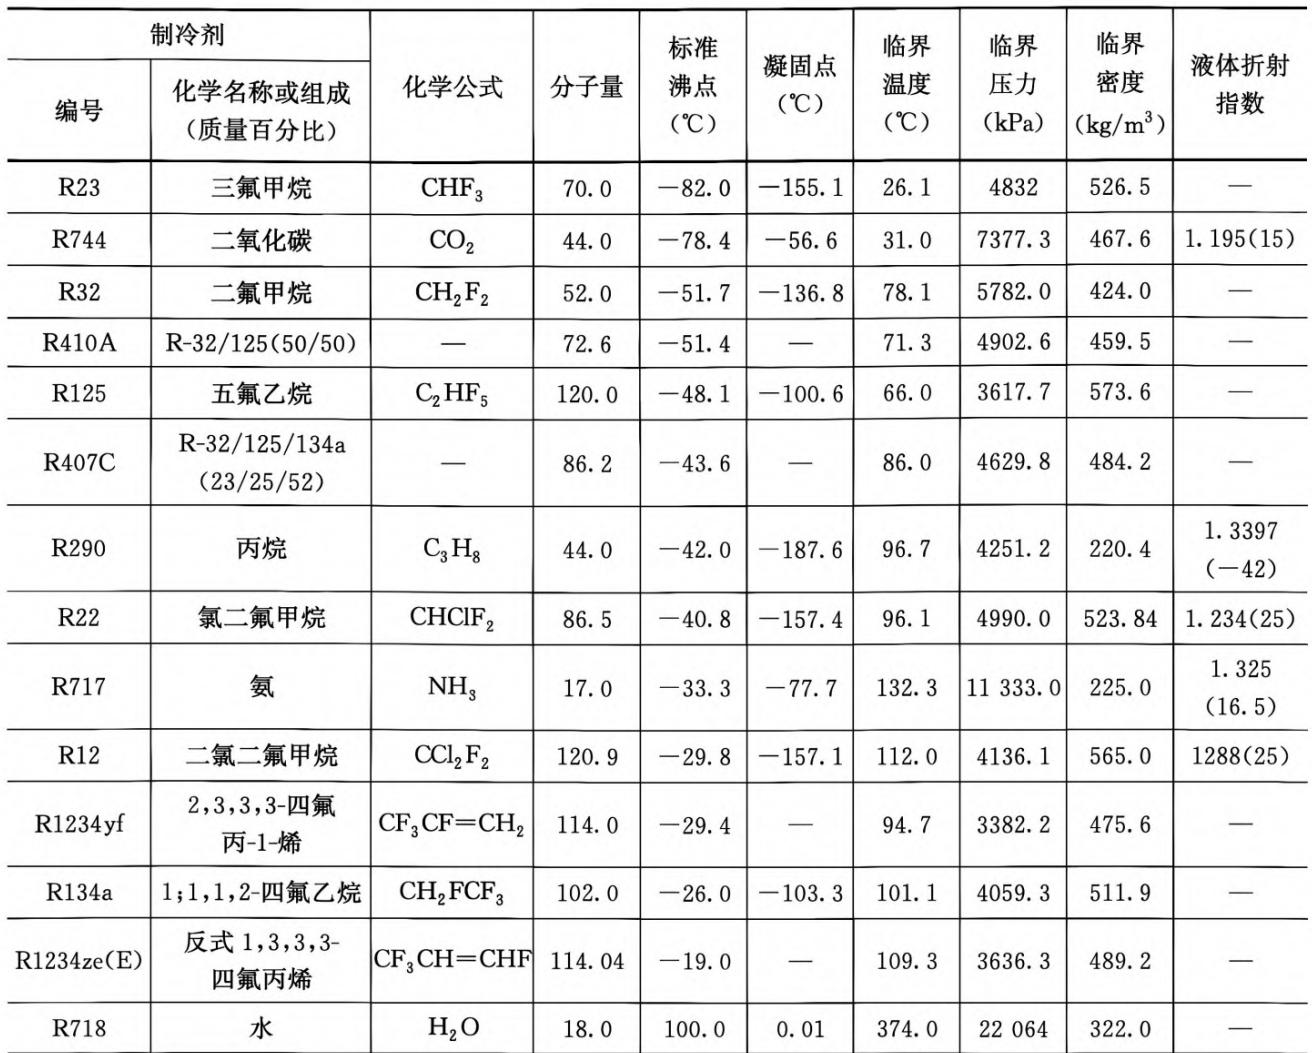 制冷剂
编号
化学名称或组成
(质量百分比)
化学公式
分子量
标准
沸点
(℃)
凝固点
(℃)
临界
温度
(℃)
临界
压力
(kPa)
临界
密度
(kg/m³)
液体折射
指数
R23 三氟甲烷 CHF₃ 70.0 —82.0 —155.1 26.1 4832 526.5 —
R744 二氧化碳 CO₂ 44.0 —78.4 —56.6 31.0 7377.3 467.6 1.195(15)
R32 二氟甲烷 CH₂F₂ 52.0 —51.7 —136.8 78.1 5782.0 424.0 —
R410A R-32/125(50/50) — 72.6 —51.4 — 71.3 4902.6 459.5 —
R125 五氟乙烷 C₂HF₅ 120.0 —48.1 —100.6 66.0 3617.7 573.6 —
R407C R-32/125/134a
(23/25/52) — 86.2 —43.6 — 86.0 4629.8 484.2 —
R290 丙烷 C₃H₈ 44.0 —42.0 —187.6 96.7 4251.2 220.4 1.3397
(—42)
R22 氯二氟甲烷 CHClF₂ 86.5 —40.8 —157.4 96.1 4990.0 523.84 1.234(25)
R717 氨 NH₃ 17.0 —33.3 —77.7 132.3 11 333.0 225.0 1.325
(16.5)
R12 二氯二氟甲烷 CCl₂F₂ 120.9 —29.8 —157.1 112.0 4136.1 565.0 1288(25)
R1234yf 2,3,3,3-四氟
丙-1-烯 CF₃CF=CH₂ 114.0 —29.4 — 94.7 3382.2 475.6 —
R134a 1;1,1,2-四氟乙烷 CH₂FCF₃ 102.0 —26.0 —103.3 101.1 4059.3 511.9 —
R1234ze(E) 反式 1,3,3,3-
四氟丙烯 CF₃CH=CHF 114.04 —19.0 — 109.3 3636.3 489.2 —
R718 水 H₂O 18.0 100.0 0.01 374.0 22 064 322.0 —